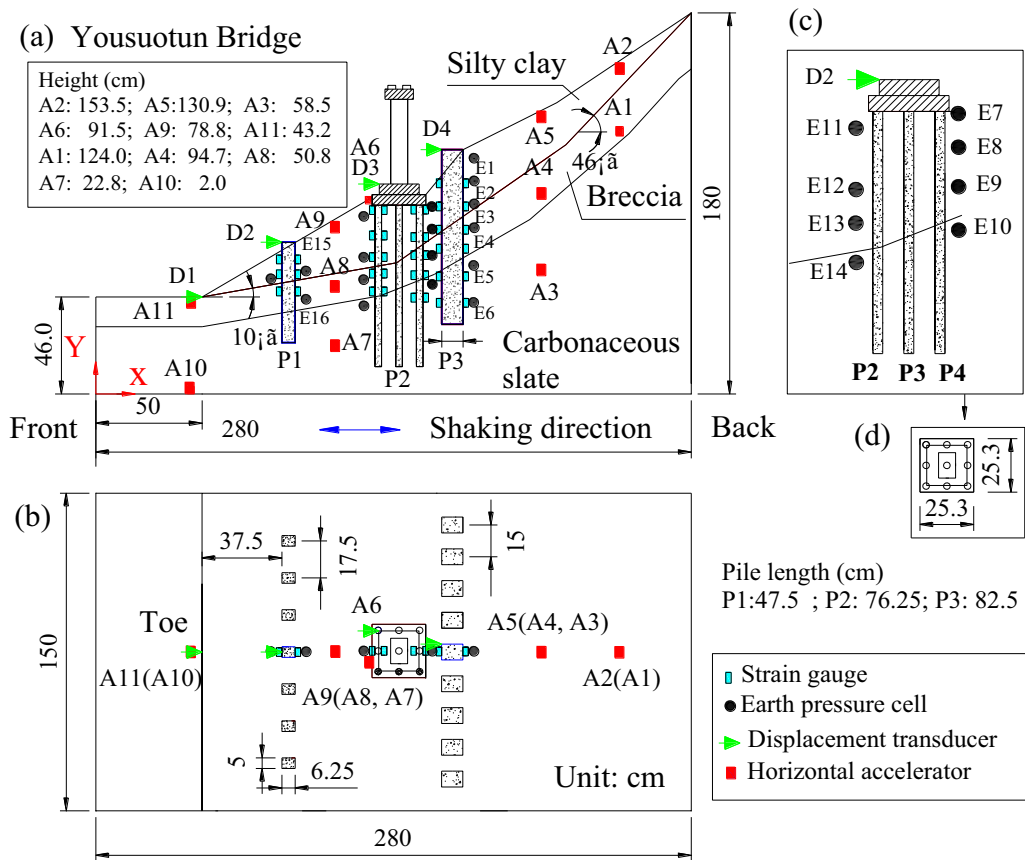 (a) Yousuotun Bridge
Height (cm)
A2: 153.5; A5:130.9; A3: 58.5
A6: 91.5; A9: 78.8; A11: 43.2
A1: 124.0; A4: 94.7; A8: 50.8
A7: 22.8; A10: 2.0
Silty clay
A2
A1
A5
A4
46¡ã
Breccia
180
D4
A6
D3
E1
E2
E3
E4
E5
E6
A9
D2
E15
A8
D1
A11
E16
10¡ã
P1
A7
P2
P3
A3
Carbonaceous
slate
46.0
Y
X
A10
50
Front
280
Shaking direction
Back
(c)
D2
E7
E11
E8
E12
E9
E13
E10
E14
P2 P3 P4
(d)
25.3
25.3
(b)
37.5
17.5
15
Toe
A6
A5(A4, A3)
150
A11(A10)
A9(A8, A7)
A2(A1)
5
6.25
Unit: cm
280
Pile length (cm)
P1:47.5 ; P2: 76.25; P3: 82.5
Strain gauge
Earth pressure cell
Displacement transducer
Horizontal accelerator